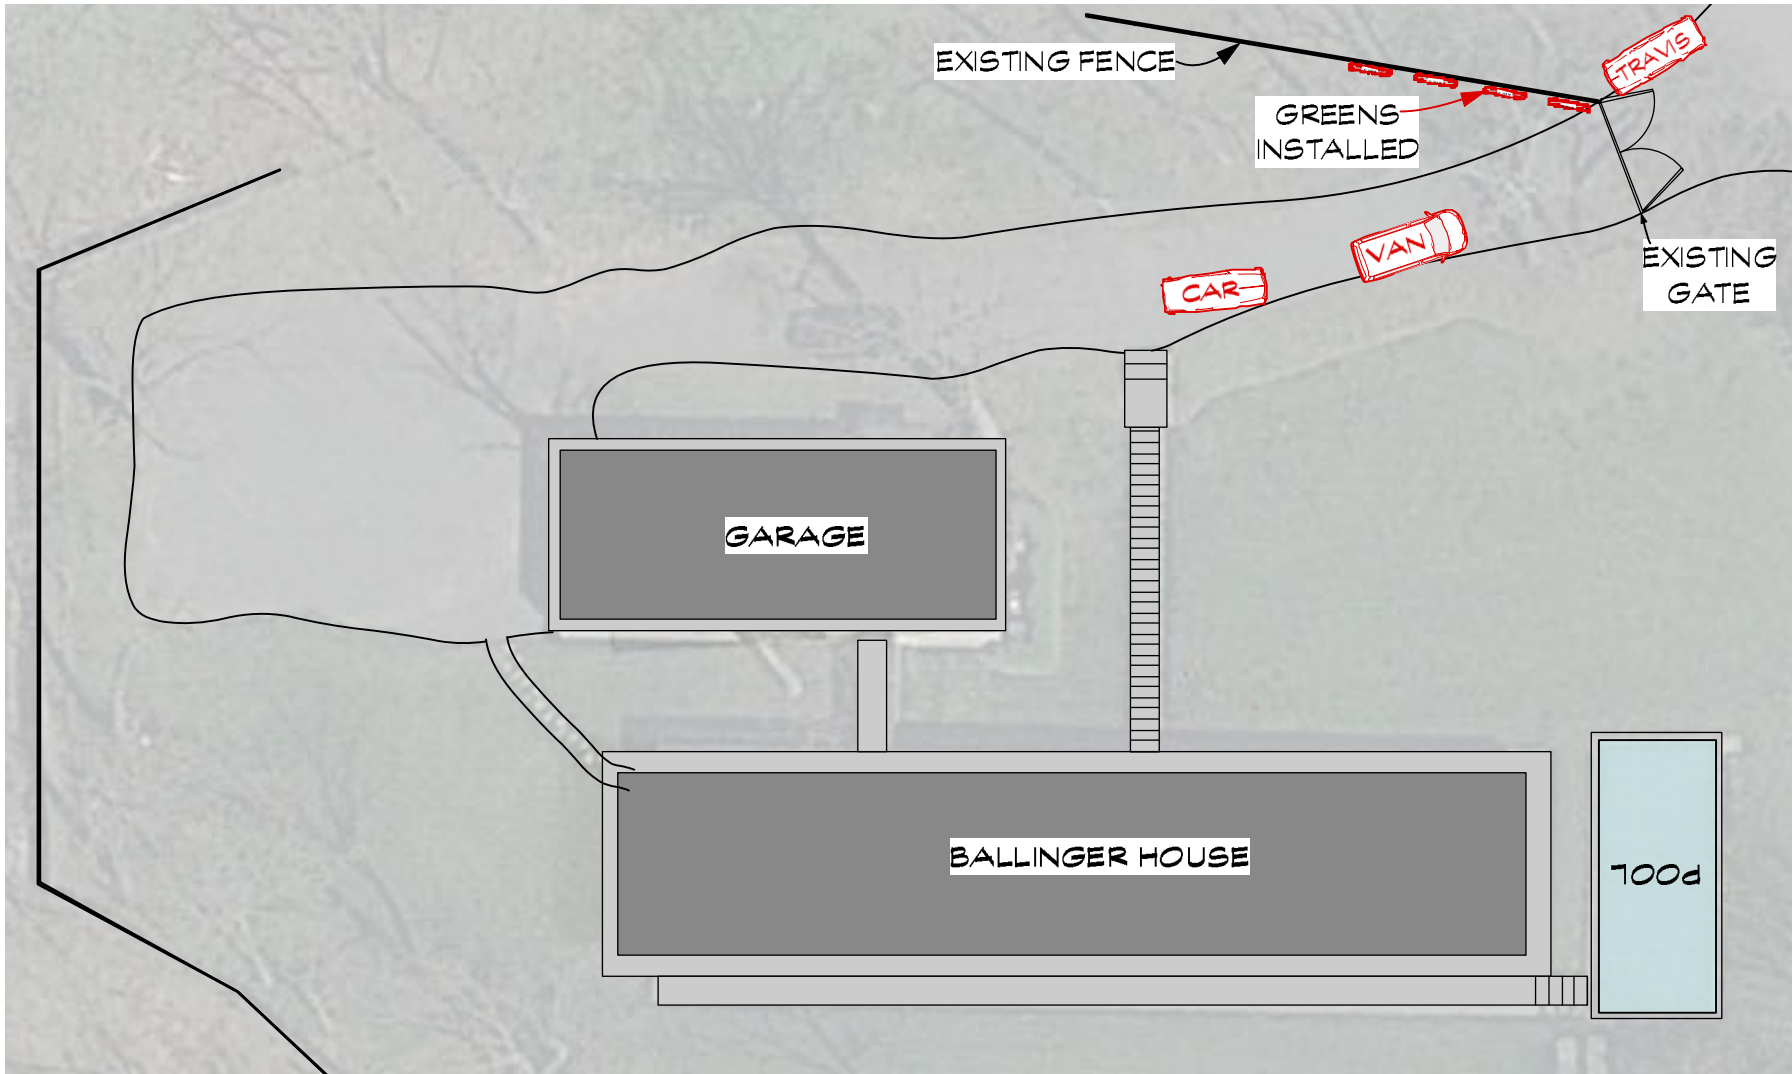 EXISTING FENCE
TRAVIS
GREENS
INSTALLED
VAN
EXISTING
GATE
CAR
GARAGE
BALLINGER HOUSE
POOL